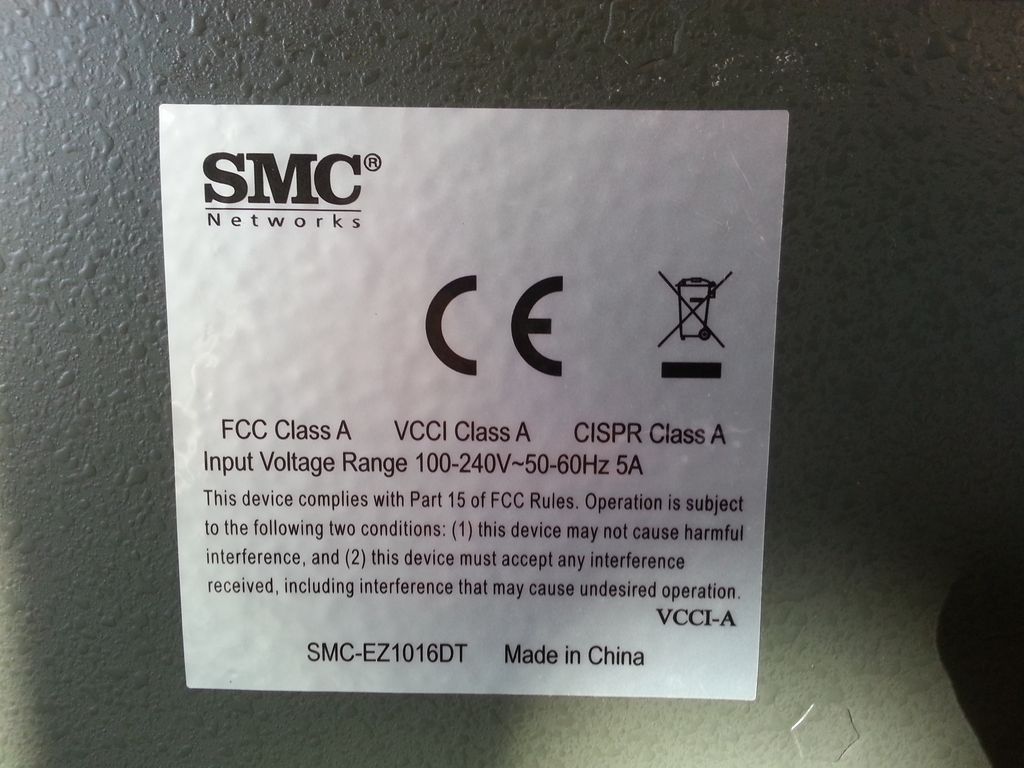 SMC®
Networks
CE
FCC Class A VCCI Class A CISPR Class A
Input Voltage Range 100-240V~50-60Hz 5A
This device complies with Part 15 of FCC Rules. Operation is subject
to the following two conditions: (1) this device may not cause harmful
interference, and (2) this device must accept any interference
received, including interference that may cause undesired operation.
VCCI-A
SMC-EZ1016DT Made in China